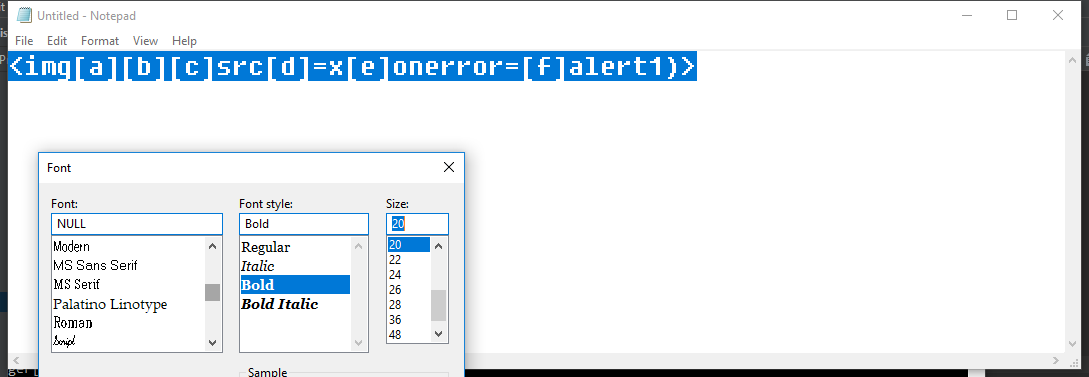 Untitled - Notepad
File Edit Format View Help
<img[a][b][c]src[d]=x[e]onerror=[f]alert1)>
Font
Font: Font style: Size:
NULL Bold 20
Modern Regular 20
MS Sans Serif Italic 22
MS Serif Bold 24
Palatino Linotype Bold Italic 26
Roman 28
Script 36
48
Sample